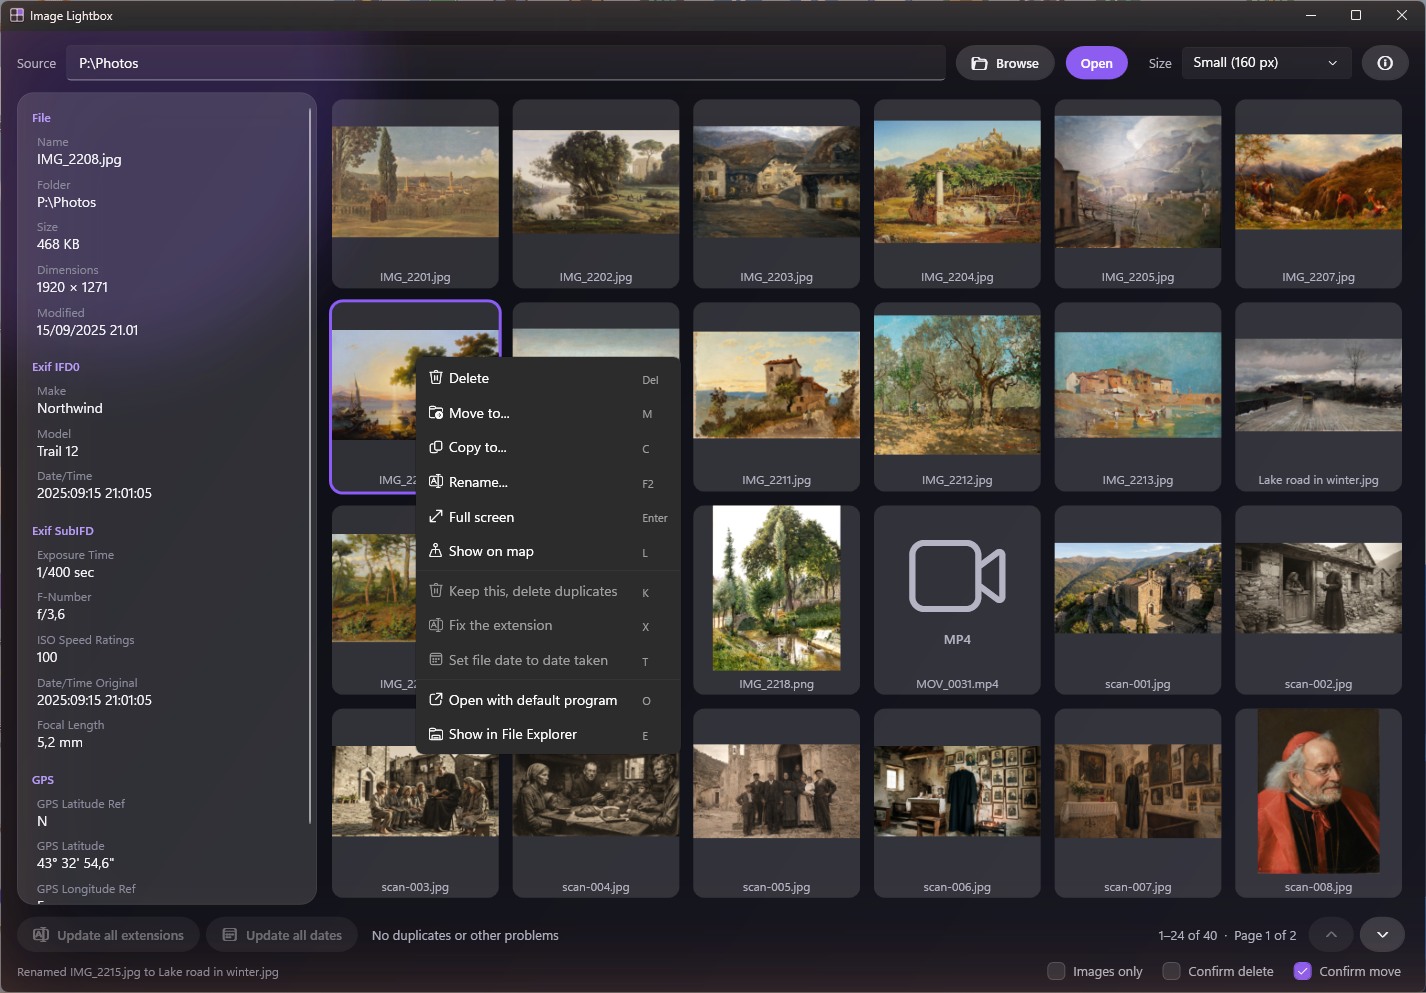 Image Lightbox
Source
P:\Photos
Browse
Open
Size
Small (160 px)
File
Name
IMG_2208.jpg
Folder
P:\Photos
Size
468 KB
Dimensions
1920 × 1271
Modified
15/09/2025 21.01
Exif IFD0
Make
Northwind
Model
Trail 12
Date/Time
2025:09:15 21:01:05
Exif SubIFD
Exposure Time
1/400 sec
F-Number
f/3,6
ISO Speed Ratings
100
Date/Time Original
2025:09:15 21:01:05
Focal Length
5,2 mm
GPS
GPS Latitude Ref
N
GPS Latitude
43° 32' 54,6"
GPS Longitude Ref
IMG_2201.jpg
IMG_2202.jpg
IMG_2203.jpg
IMG_2204.jpg
IMG_2205.jpg
IMG_2207.jpg
IMG_22
IMG_2211.jpg
IMG_2212.jpg
IMG_2213.jpg
Lake road in winter.jpg
IMG_22
IMG_2218.png
MP4
MOV_0031.mp4
scan-001.jpg
scan-002.jpg
scan-003.jpg
scan-004.jpg
scan-005.jpg
scan-006.jpg
scan-007.jpg
scan-008.jpg
Delete Del
Move to... M
Copy to... C
Rename... F2
Full screen Enter
Show on map L
Keep this, delete duplicates K
Fix the extension X
Set file date to date taken T
Open with default program O
Show in File Explorer E
Update all extensions
Update all dates
No duplicates or other problems
1–24 of 40 · Page 1 of 2
Renamed IMG_2215.jpg to Lake road in winter.jpg
Images only
Confirm delete
Confirm move